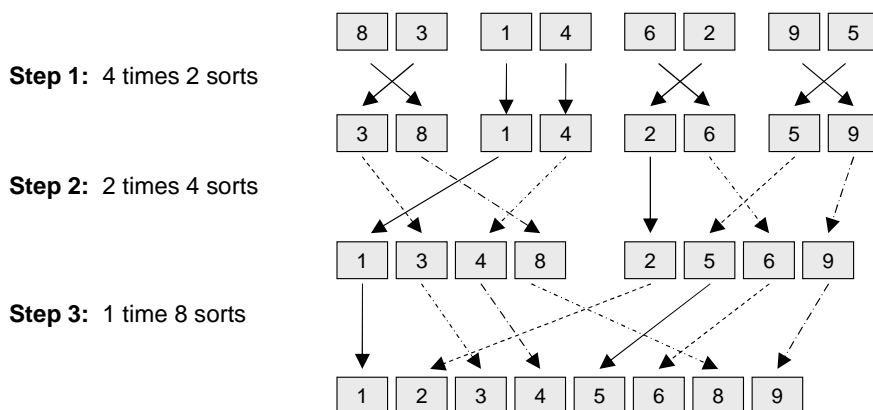 8 3 1 4 6 2 9 5
Step 1: 4 times 2 sorts
3 8 1 4 2 6 5 9
Step 2: 2 times 4 sorts
1 3 4 8 2 5 6 9
Step 3: 1 time 8 sorts
1 2 3 4 5 6 8 9